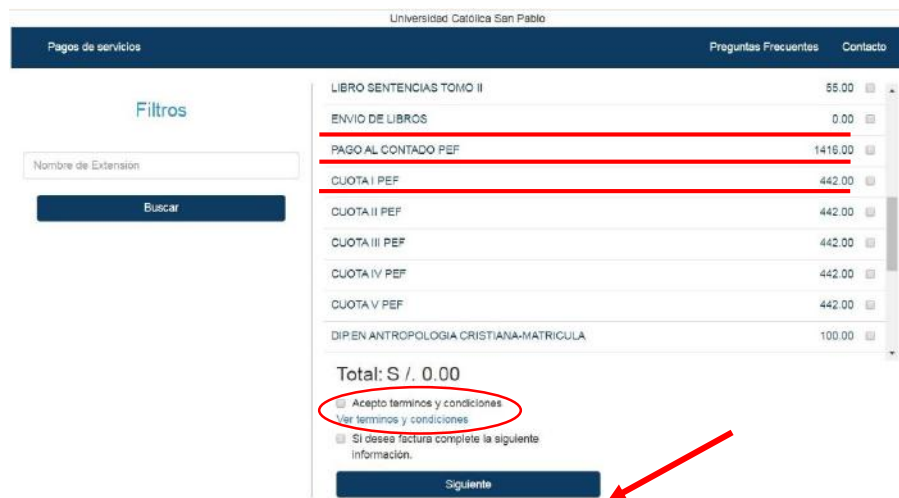 Universidad Católica San Pablo
Pagos de servicios Preguntas Frecuentes Contacto
Filtros
Nombre de Extensión
Buscar
LIBRO SENTENCIAS TOMO II 55.00
ENVIO DE LIBROS 0.00
PAGO AL CONTADO PEF 1416.00
CUOTA I PEF 442.00
CUOTA II PEF 442.00
CUOTA III PEF 442.00
CUOTA IV PEF 442.00
CUOTA V PEF 442.00
DIP.EN ANTROPOLOGIA CRISTIANA-MATRICULA 100.00
Total: S /. 0.00
Acepto terminos y condiciones
Ver terminos y condiciones
Si desea factura complete la siguiente
información.
Siguiente